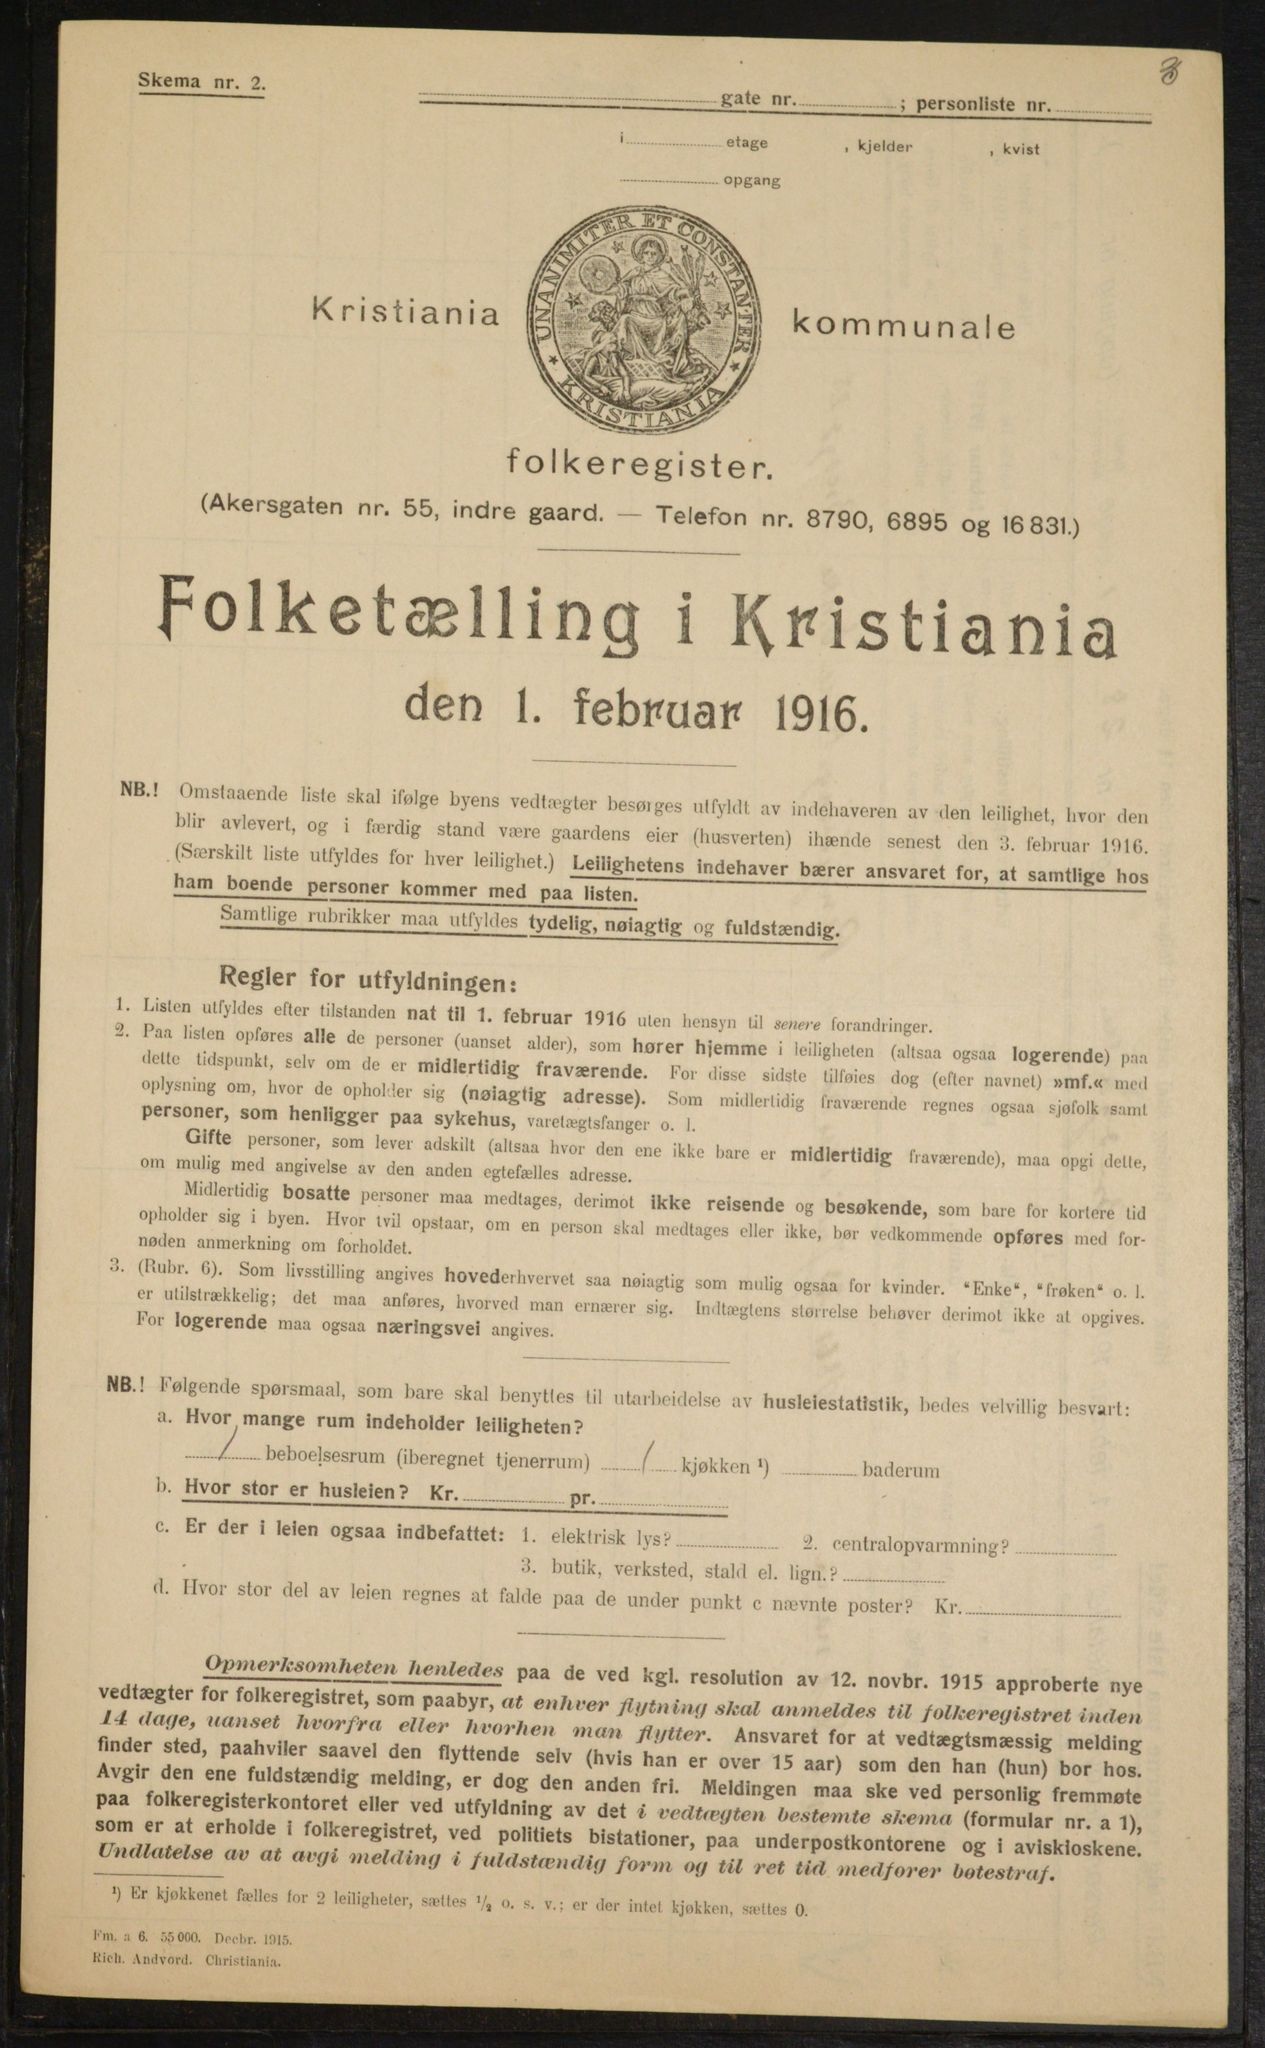 Skema nr. 2.
gate nr. ; personliste nr.
i etage , kjelder , kvist
opgang
UNANIMITER ET CONSTANTER
KRISTIANIA
Kristiania kommunale
folkeregister.
(Akersgaten nr. 55, indre gaard. — Telefon nr. 8790, 6895 og 16831.)
Folketælling i Kristiania
den 1. februar 1916.
NB.! Omstaaende liste skal ifølge byens vedtægter besørges utfyldt av indehaveren av den leilighet, hvor den
blir avlevert, og i færdig stand være gaardens eier (husverten) ihænde senest den 3. februar 1916.
(Særskilt liste utfyldes for hver leilighet.) Leilighetens indehaver bærer ansvaret for, at samtlige hos
ham boende personer kommer med paa listen.
Samtlige rubrikker maa utfyldes tydelig, nøiagtig og fuldstændig.
Regler for utfyldningen:
1. Listen utfyldes efter tilstanden nat til 1. februar 1916 uten hensyn til senere forandringer.
2. Paa listen opføres alle de personer (uanset alder), som hører hjemme i leiligheten (altsaa ogsaa logerende) paa
dette tidspunkt, selv om de er midlertidig fraværende. For disse sidste tilføies dog (efter navnet) »mf.« med
oplysning om, hvor de opholder sig (nøiagtig adresse). Som midlertidig fraværende regnes ogsaa sjøfolk samt
personer, som henligger paa sykehus, varetægtsfanger o. l.
Gifte personer, som lever adskilt (altsaa hvor den ene ikke bare er midlertidig fraværende), maa opgi dette,
om mulig med angivelse av den anden egtefælles adresse.
Midlertidig bosatte personer maa medtages, derimot ikke reisende og besøkende, som bare for kortere tid
opholder sig i byen. Hvor tvil opstaar, om en person skal medtages eller ikke, bør vedkommende opføres med for-
nøden anmerkning om forholdet.
3. (Rubr. 6). Som livsstilling angives hovederhvervet saa nøiagtig som mulig ogsaa for kvinder. "Enke", "frøken" o. l.
er utilstrækkelig; det maa anføres, hvorved man ernærer sig. Indtægtens størrelse behøver derimot ikke at opgives.
For logerende maa ogsaa næringsvei angives.
NB.! Følgende spørsmaal, som bare skal benyttes til utarbeidelse av husleiestatistik, bedes velvillig besvart:
a. Hvor mange rum indeholder leiligheten?
1 beboelsesrum (iberegnet tjenerrum) 1 kjøkken ¹) baderum
b. Hvor stor er husleien? Kr. pr.
c. Er der i leien ogsaa indbefattet: 1. elektrisk lys? 2. centralopvarmning?
3. butik, verksted, stald el. lign.?
d. Hvor stor del av leien regnes at falde paa de under punkt c nævnte poster? Kr.
Opmerksomheten henledes paa de ved kgl. resolution av 12. novbr. 1915 approberte nye
vedtægter for folkeregistret, som paabyr, at enhver flytning skal anmeldes til folkeregistret inden
14 dage, uanset hvorfra eller hvorhen man flytter. Ansvaret for at vedtægtsmæssig melding
finder sted, paahviler saavel den flyttende selv (hvis han er over 15 aar) som den han (hun) bor hos.
Avgir den ene fuldstændig melding, er dog den anden fri. Meldingen maa ske ved personlig fremmøte
paa folkeregisterkontoret eller ved utfyldning av det i vedtægten bestemte skema (formular nr. a 1),
som er at erholde i folkeregistret, ved politiets bistationer, paa underpostkontorene og i aviskioskene.
Undlatelse av at avgi melding i fuldstændig form og til ret tid medfører bøtestraf.
¹) Er kjøkkenet fælles for 2 leiligheter, sættes ½ o. s. v.; er der intet kjøkken, sættes 0.
Fm. a 6. 55000. Decbr. 1915.
Rich. Andvord. Christiania.